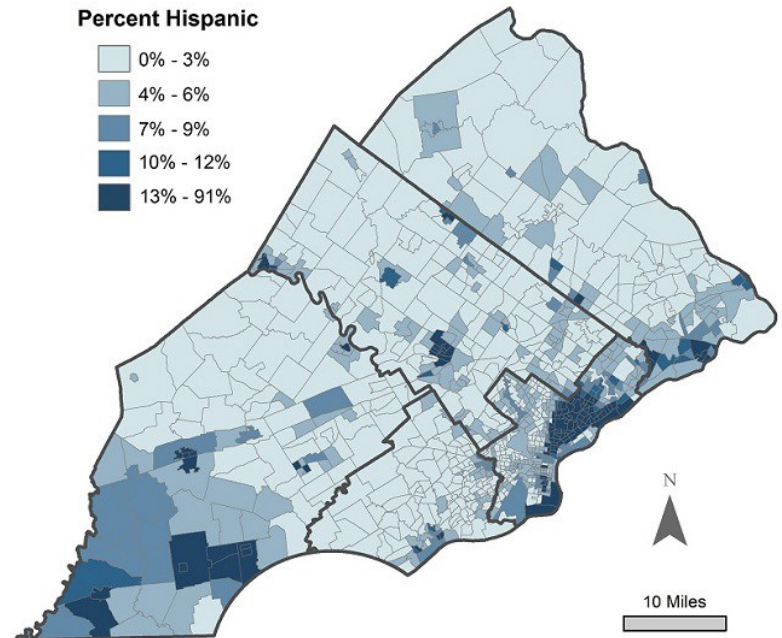 Percent Hispanic
0% - 3%
4% - 6%
7% - 9%
10% - 12%
13% - 91%
N
10 Miles